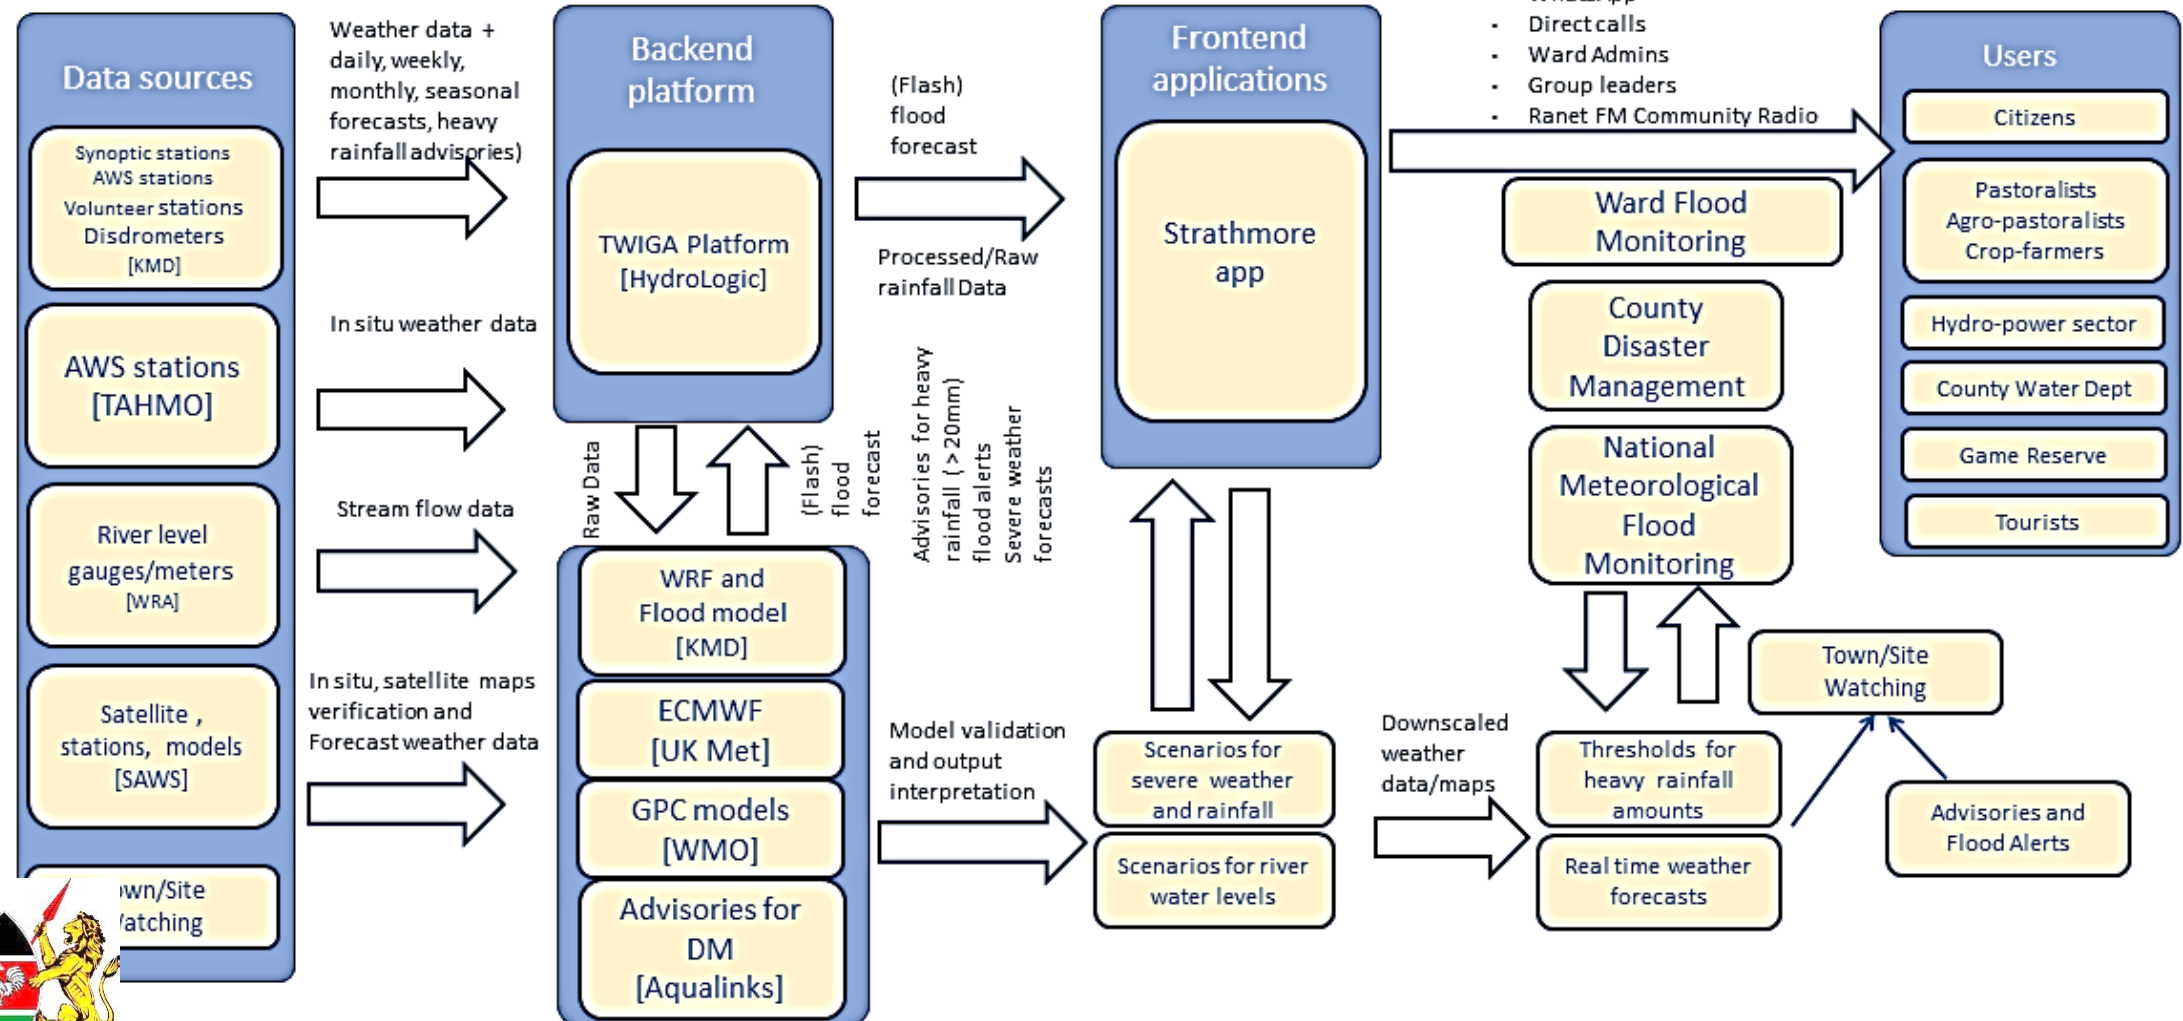 Data sources
Synoptic stations
AWS stations
Volunteer stations
Disdrometers
[KMD]
AWS stations
[TAHMO]
River level
gauges/meters
[WRA]
Satellite ,
stations, models
[SAWS]
Weather data +
daily, weekly,
monthly, seasonal
forecasts, heavy
rainfall advisories)
In situ weather data
Stream flow data
In situ, satellite maps
verification and
Forecast weather data
Backend
platform
TWIGA Platform
[HydroLogic]
Raw Data
(Flash)
flood
forecast
WRF and
Flood model
[KMD]
ECMWF
[UK Met]
GPC models
[WMO]
Advisories for
DM
[Aqualinks]
(Flash)
flood
forecast
Processed/Raw
rainfall Data
Advisories for heavy
rainfall ( > 20mm)
flood alerts
Severe weather
forecasts
Model validation
and output
interpretation
Frontend
applications
Strathmore
app
Scenarios for
severe weather
and rainfall
Scenarios for river
water levels
Downscaled
weather
data/maps
- Direct calls
- Ward Admins
- Group leaders
- Ranet FM Community Radio
Ward Flood
Monitoring
County
Disaster
Management
National
Meteorological
Flood
Monitoring
Thresholds for
heavy rainfall
amounts
Real time weather
forecasts
Town/Site
Watching
Advisories and
Flood Alerts
Users
Citizens
Pastoralists
Agro-pastoralists
Crop-farmers
Hydro-power sector
County Water Dept
Game Reserve
Tourists